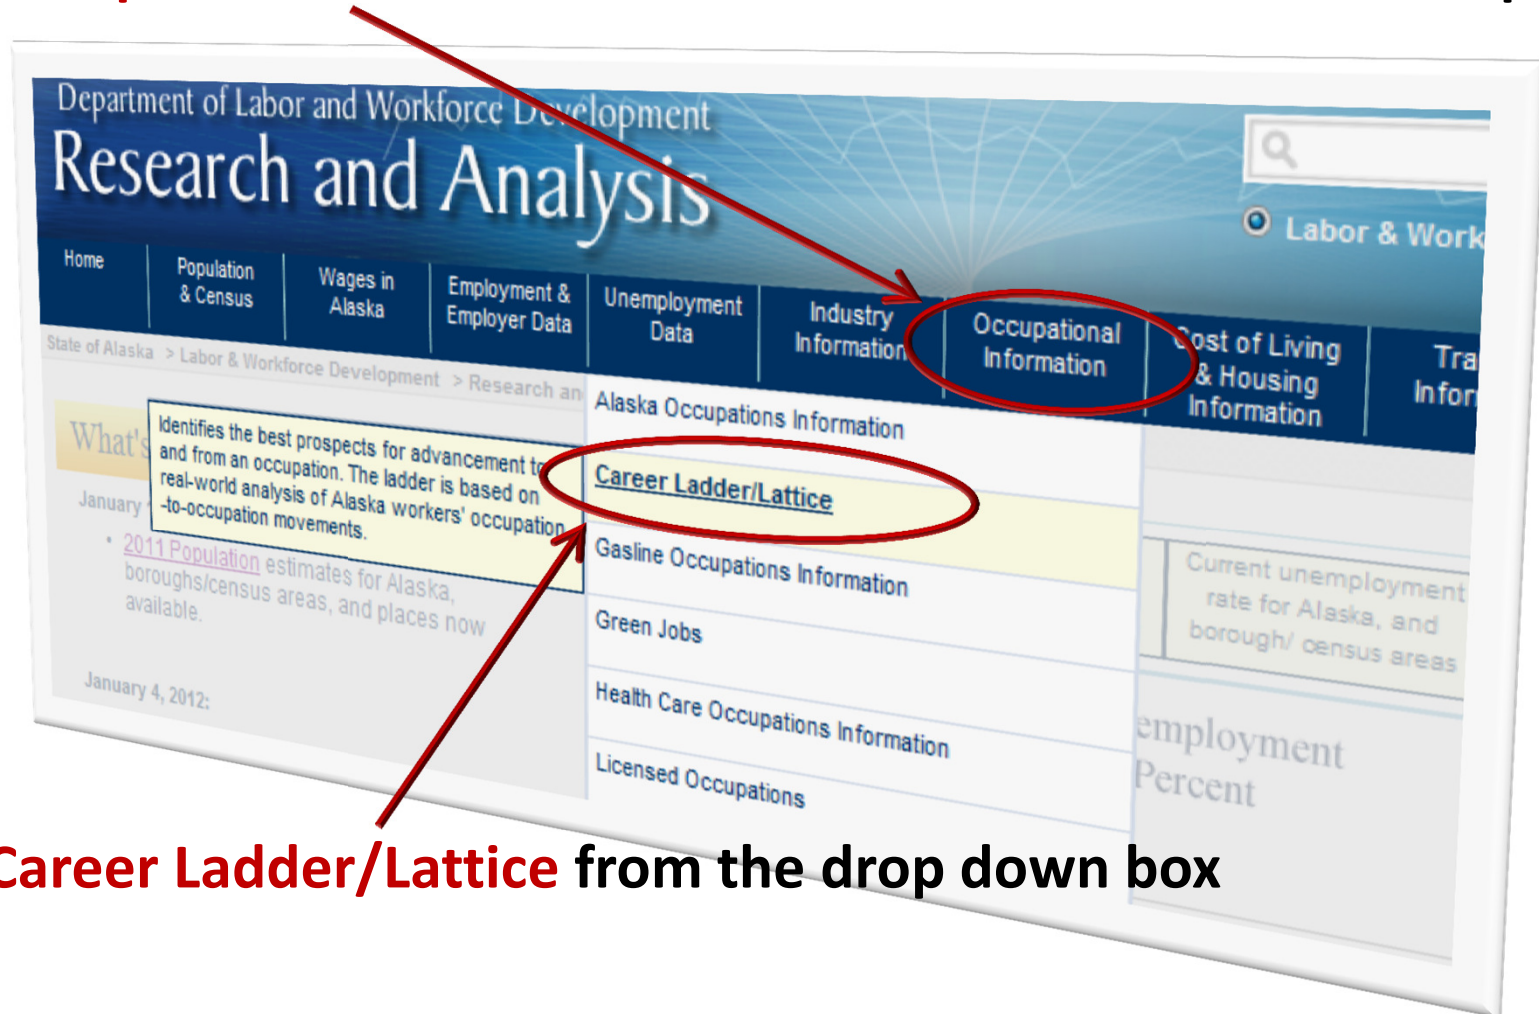 Department of Labor and Workforce Development
Research and Analysis
Labor & Work
Home
Population
& Census
Wages in
Alaska
Employment &
Employer Data
Unemployment
Data
Industry
Information
Occupational
Information
Cost of Living
& Housing
Information
State of Alaska > Labor & Workforce Development > Research an
What's
Identifies the best prospects for advancement to
and from an occupation. The ladder is based on
real-world analysis of Alaska workers' occupation
-to-occupation movements.
January
• 2011 Population estimates for Alaska,
boroughs/census areas, and places now
available.
January 4, 2012:
Alaska Occupations Information
Career Ladder/Lattice
Gasline Occupations Information
Green Jobs
Health Care Occupations Information
Licensed Occupations
Current unemployment
rate for Alaska, and
borough/ census areas
employment
Percent
Career Ladder/Lattice from the drop down box